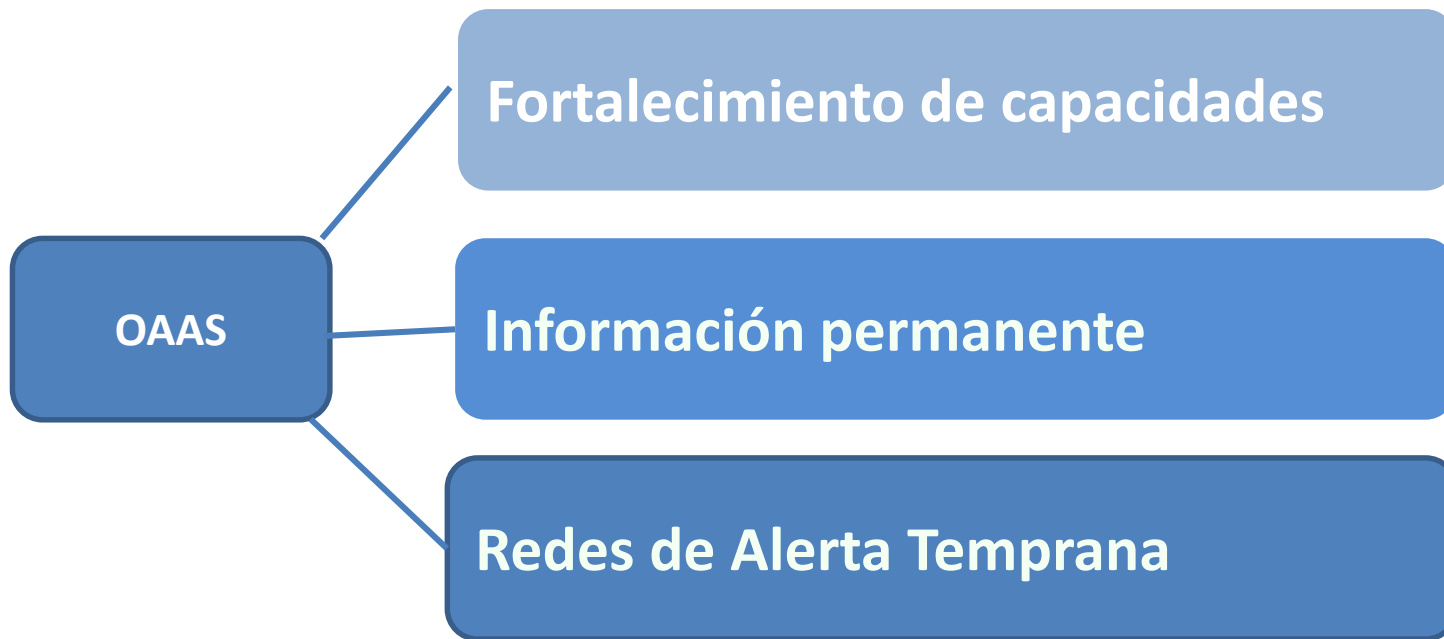 Fortalecimiento de capacidades
OAAS
Información permanente
Redes de Alerta Temprana